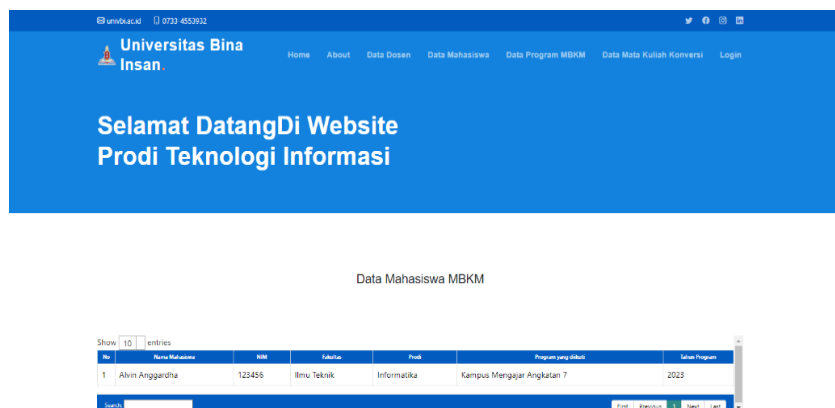 univbi.ac.id 0733-4553932
Universitas Bina
Insan.
Home About Data Dosen Data Mahasiswa Data Program MBKM Data Mata Kuliah Konversi Login
Selamat DatangDi Website
Prodi Teknologi Informasi
Data Mahasiswa MBKM
Show 10 entries
No Nama Mahasiswa NIM Fakultas Prodi Program yang diikuti Tahun Program
1 Alvin Anggardha 123456 Ilmu Teknik Informatika Kampus Mengajar Angkatan 7 2023
Search: First Previous 1 Next Last